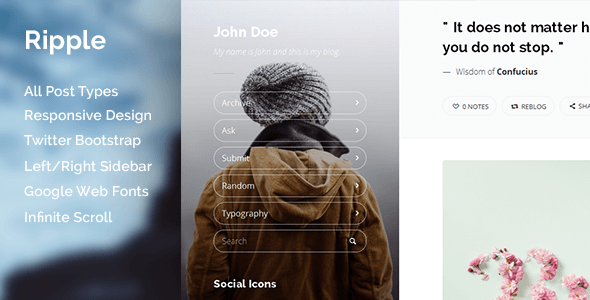 Ripple
All Post Types
Responsive Design
Twitter Bootstrap
Left/Right Sidebar
Google Web Fonts
Infinite Scroll
John Doe
My name is John and this is my blog.
Archive
Ask
Submit
Random
Typography
Search
Social Icons
" It does not matter h
you do not stop. "
— Wisdom of Confucius
0 NOTES
REBLOG
SHA